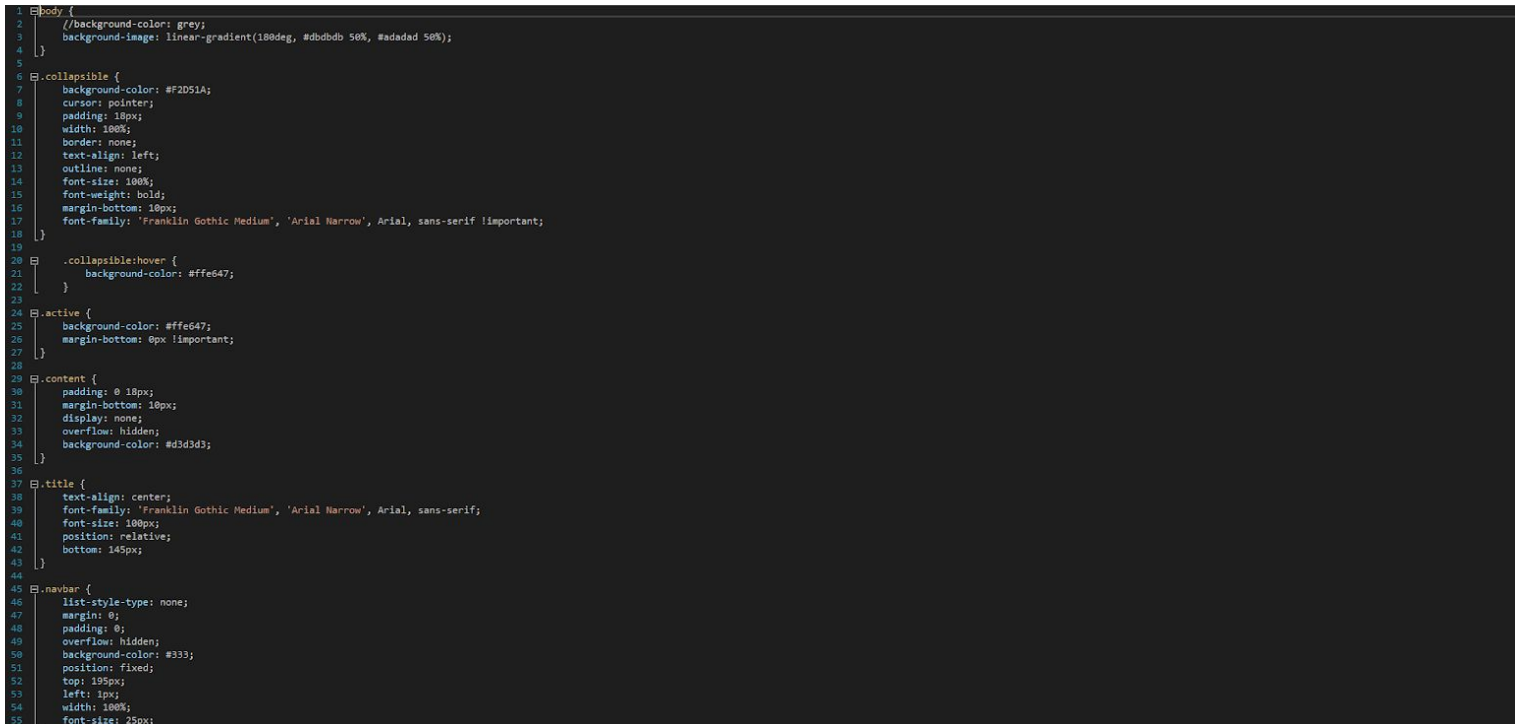 1 body {
2 //background-color: grey;
3 background-image: linear-gradient(180deg, #dbdbdb 50%, #adadad 50%);
4 }
5
6 .collapsible {
7 background-color: #F2D51A;
8 cursor: pointer;
9 padding: 18px;
10 width: 100%;
11 border: none;
12 text-align: left;
13 outline: none;
14 font-size: 100%;
15 font-weight: bold;
16 margin-bottom: 10px;
17 font-family: 'Franklin Gothic Medium', 'Arial Narrow', Arial, sans-serif !important;
18 }
19
20 .collapsible:hover {
21 background-color: #ffe647;
22 }
23
24 .active {
25 background-color: #ffe647;
26 margin-bottom: 0px !important;
27 }
28
29 .content {
30 padding: 0 18px;
31 margin-bottom: 10px;
32 display: none;
33 overflow: hidden;
34 background-color: #d3d3d3;
35 }
36
37 .title {
38 text-align: center;
39 font-family: 'Franklin Gothic Medium', 'Arial Narrow', Arial, sans-serif;
40 font-size: 100px;
41 position: relative;
42 bottom: 145px;
43 }
44
45 .navbar {
46 list-style-type: none;
47 margin: 0;
48 padding: 0;
49 overflow: hidden;
50 background-color: #333;
51 position: fixed;
52 top: 195px;
53 left: 1px;
54 width: 100%;
55 font-size: 25px;